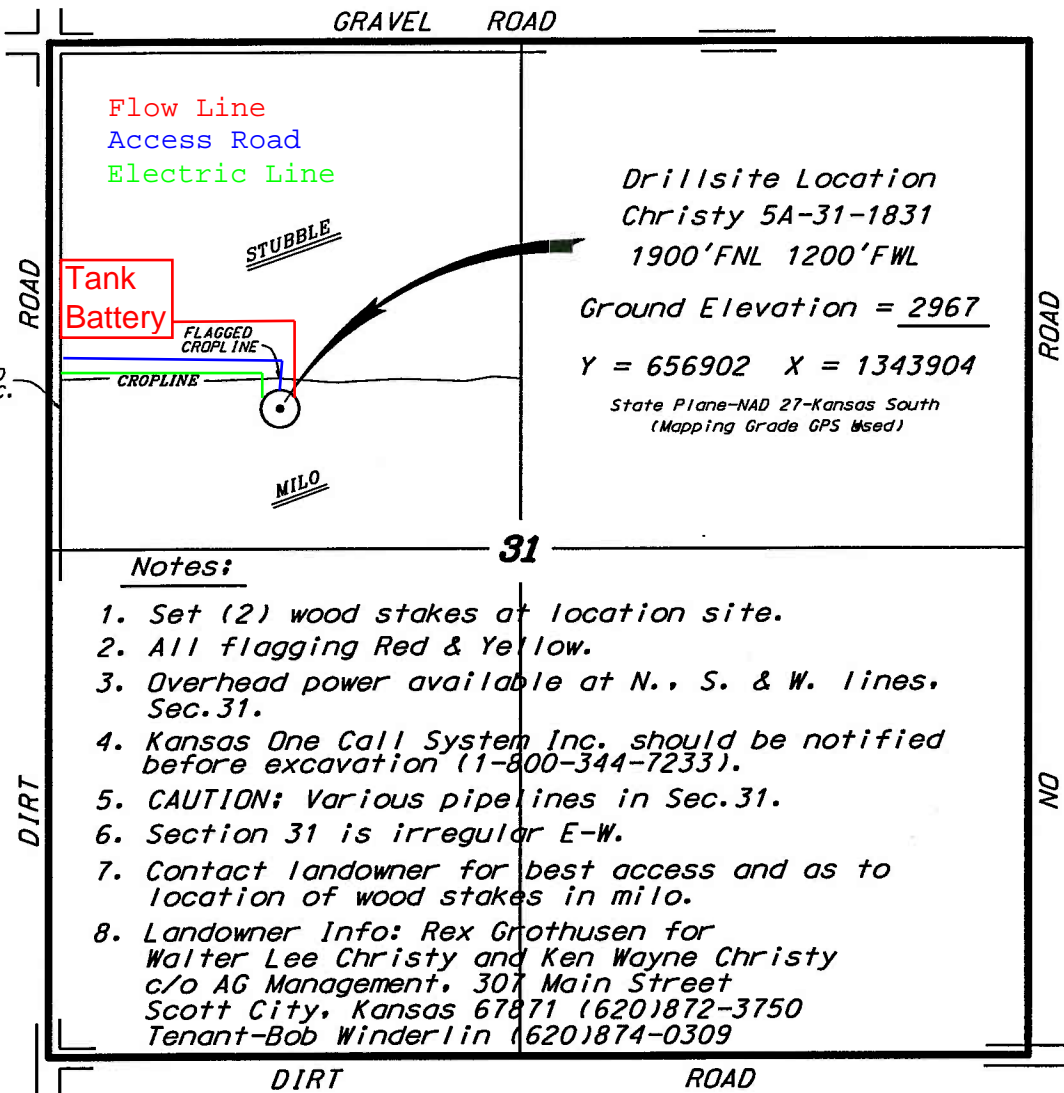 GRAVEL ROAD
Flow Line
Access Road
Electric Line
STUBBLE
Drillsite Location
Christy 5A-31-1831
1900'FNL 1200'FWL
Ground Elevation = 2967
Y = 656902 X = 1343904
State Plane-NAD 27-Kansas South
(Mapping Grade GPS Used)
ROAD
Tank
Battery
FLAGGED
CROPLINE
CROPLINE
MILO
ROAD
31
Notes:
1. Set (2) wood stakes at location site.
2. All flagging Red & Yellow.
3. Overhead power available at N., S. & W. lines,
Sec.31.
4. Kansas One Call System Inc. should be notified
before excavation (1-800-344-7233).
5. CAUTION: Various pipelines in Sec.31.
6. Section 31 is irregular E-W.
7. Contact landowner for best access and as to
location of wood stakes in milo.
8. Landowner Info: Rex Grothusen for
Walter Lee Christy and Ken Wayne Christy
c/o AG Management, 307 Main Street
Scott City, Kansas 67871 (620)872-3750
Tenant-Bob Winderlin (620)874-0309
DIRT
NO
DIRT ROAD